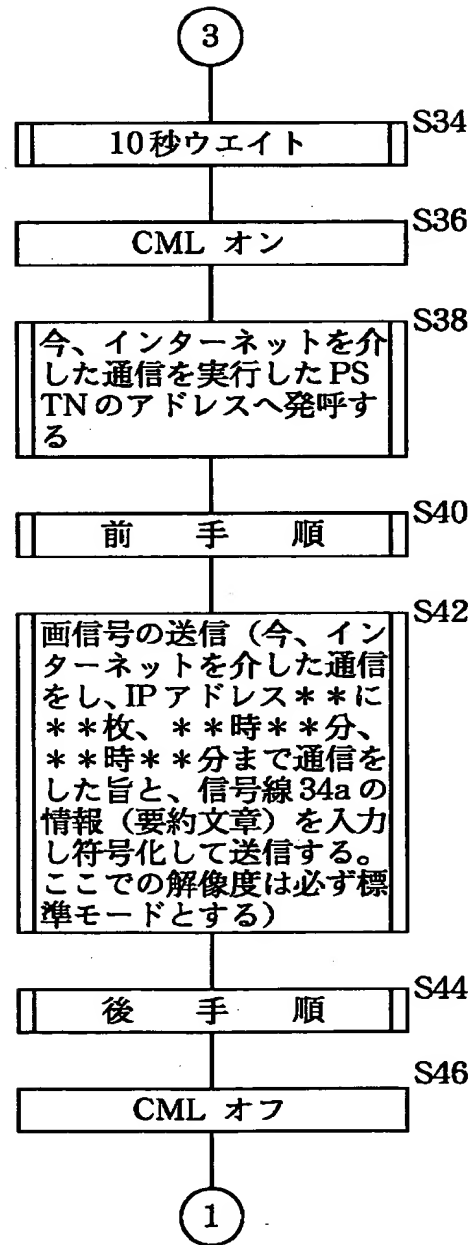 3
S34
10秒ウエイト
S36
CML オン
S38
今、インターネットを介
した通信を実行したPS
TNのアドレスへ発呼す
る
S40
前 手 順
S42
画信号の送信（今、イン
ターネットを介した通信
をし、IPアドレス＊＊に
＊＊枚、＊＊時＊＊分、
＊＊時＊＊分まで通信を
した旨と、信号線34aの
情報（要約文章）を入力
し符号化して送信する。
ここでの解像度は必ず標
準モードとする）
S44
後 手 順
S46
CML オフ
1